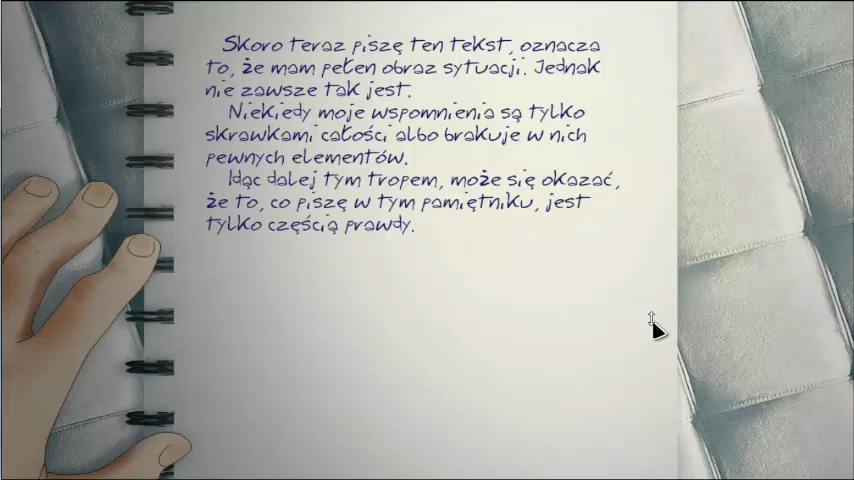 Skoro teraz piszę ten tekst, oznacza
to, że mam pełen obraz sytuacji. Jednak
nie zawsze tak jest.
Niekiedy moje wspomnienia są tylko
skrawkami całości albo brakuje w nich
pewnych elementów.
Idąc dalej tym tropem, może się okazać,
że to, co piszę w tym pamiętniku, jest
tylko częścią prawdy.